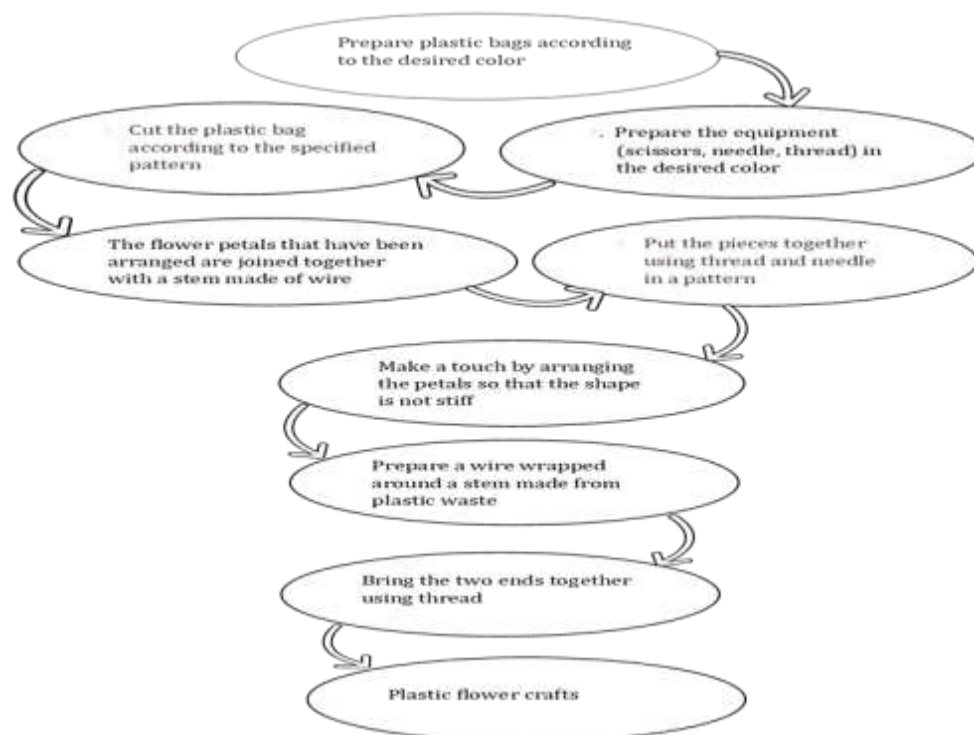 Prepare plastic bags according
to the desired color
Cut the plastic bag
according to the specified
pattern
. Prepare the equipment
(scissors, needle, thread) in
the desired color
The flower petals that have been
arranged are joined together
with a stem made of wire
Put the pieces together
using thread and needle
in a pattern
Make a touch by arranging
the petals so that the shape
is not stiff
Prepare a wire wrapped
around a stem made from
plastic waste
Bring the two ends together
using thread
Plastic flower crafts